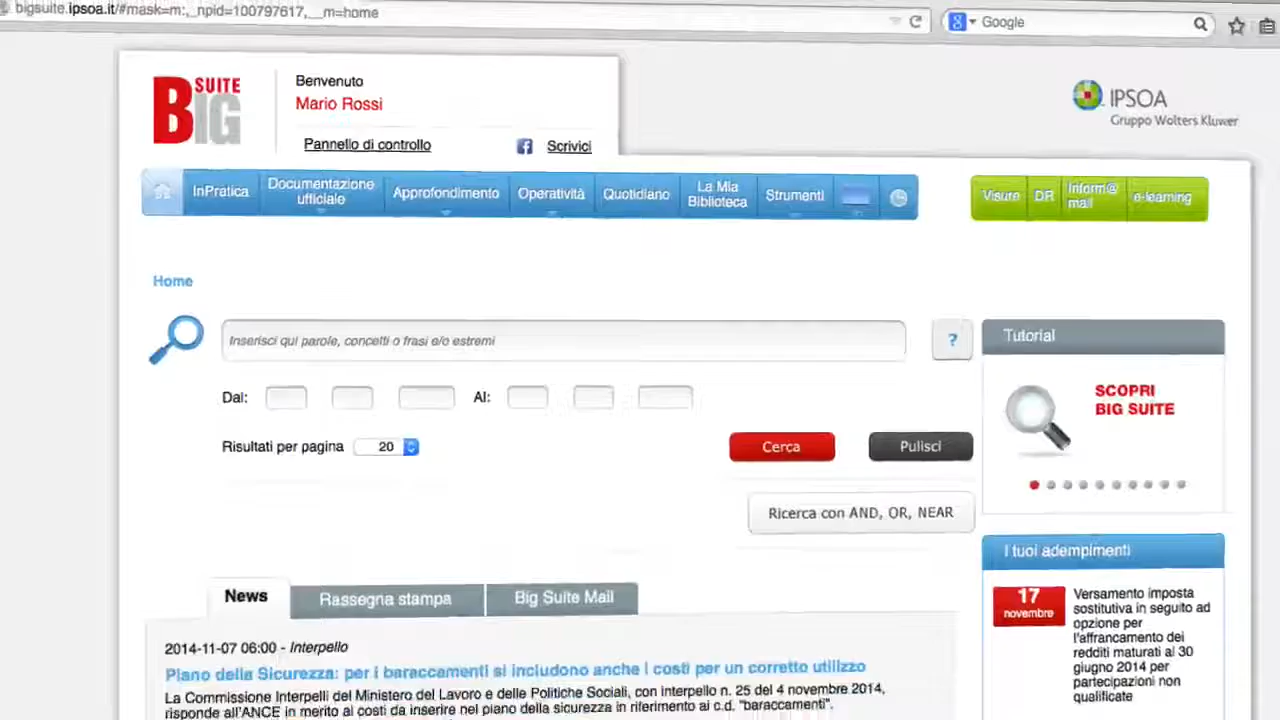 bigsuite.ipsoa.it/#mask=m:,_npid=100797617,__m=home
Google
BIG SUITE
Benvenuto
Mario Rossi
Pannello di controllo
Scrivici
IPSOA
Gruppo Wolters Kluwer
InPratica
Documentazione
ufficiale
Approfondimento
Operatività
Quotidiano
La Mia
Biblioteca
Strumenti
Visure
DR
Inform@
mail
e-learning
Home
Inserisci qui parole, concetti o frasi e/o estremi
?
Tutorial
Dal:
Al:
SCOPRI
BIG SUITE
Risultati per pagina 20
Cerca
Pulisci
Ricerca con AND, OR, NEAR
I tuoi adempimenti
17
novembre
Versamento imposta
sostitutiva in seguito ad
opzione per
l'affrancamento dei
redditi maturati al 30
giugno 2014 per
partecipazioni non
qualificate
News
Rassegna stampa
Big Suite Mail
2014-11-07 06:00 - Interpello
Piano della Sicurezza: per i baraccamenti si includono anche i costi per un corretto utilizzo
La Commissione Interpelli del Ministero del Lavoro e delle Politiche Sociali, con interpello n. 25 del 4 novembre 2014,
risponde all'ANCE in merito ai costi da inserire nel piano della sicurezza in riferimento ai c.d. "baraccamenti".